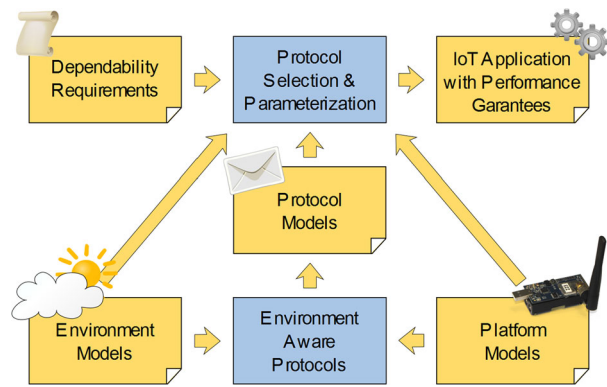 Dependability
Requirements
Protocol
Selection &
Parameterization
IoT Application
with Performance
Garantees
Protocol
Models
Environment
Models
Environment
Aware
Protocols
Platform
Models